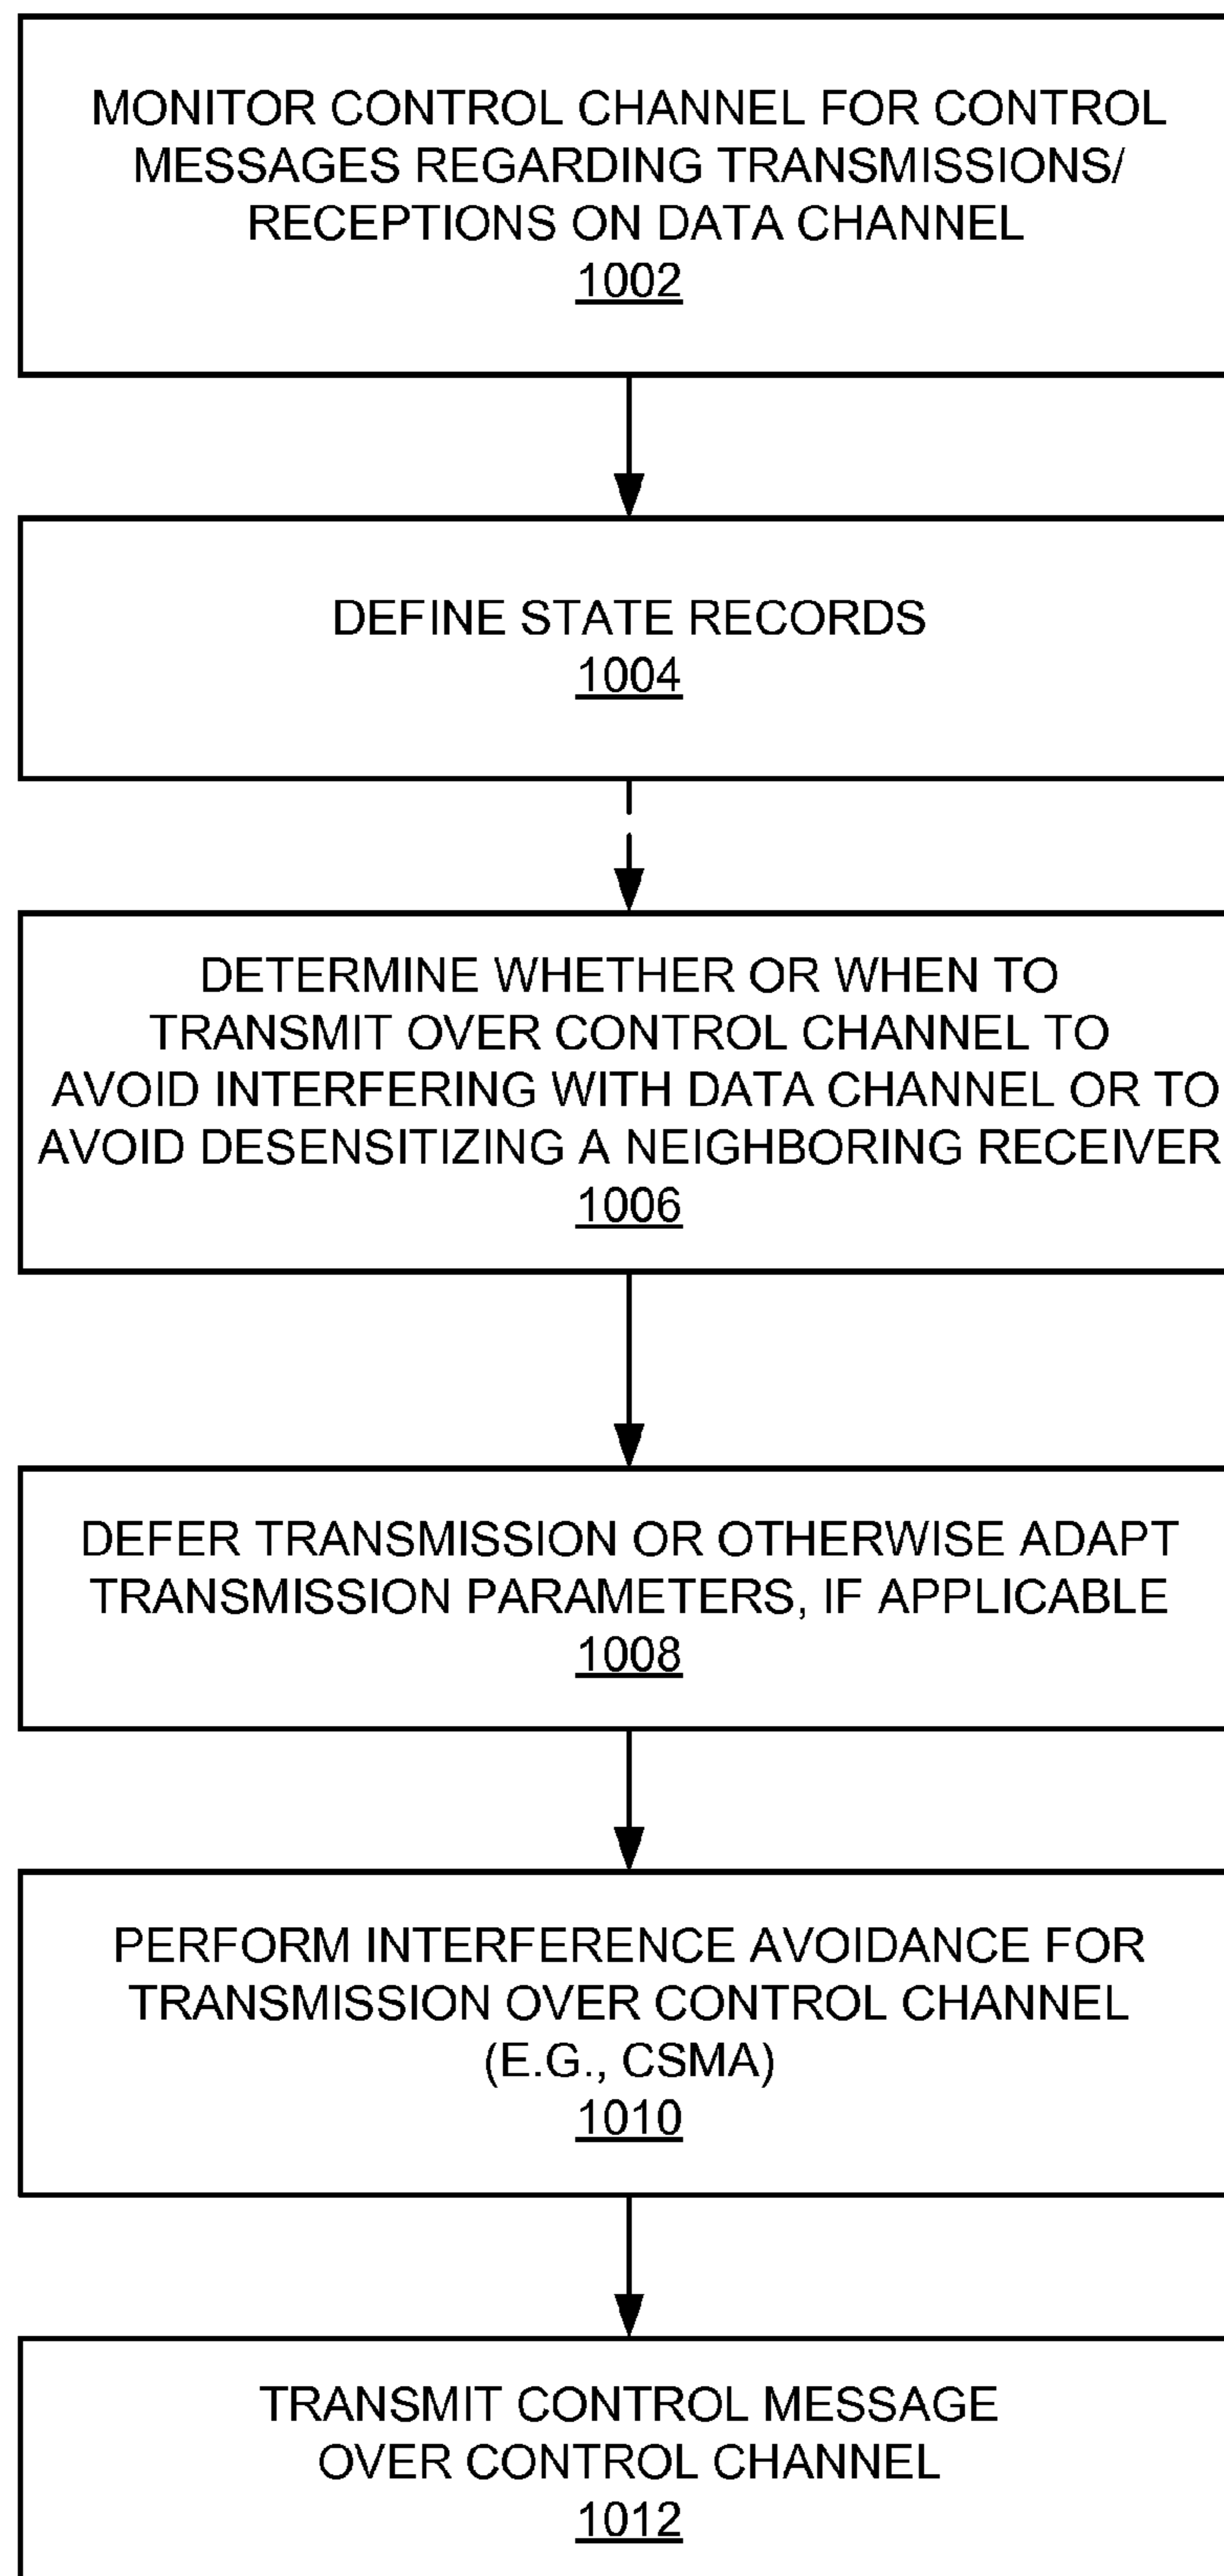 MONITOR CONTROL CHANNEL FOR CONTROL
MESSAGES REGARDING TRANSMISSIONS/
RECEPTIONS ON DATA CHANNEL
1002
DEFINE STATE RECORDS
1004
DETERMINE WHETHER OR WHEN TO
TRANSMIT OVER CONTROL CHANNEL TO
AVOID INTERFERING WITH DATA CHANNEL OR TO
AVOID DESENSITIZING A NEIGHBORING RECEIVER
1006
DEFER TRANSMISSION OR OTHERWISE ADAPT
TRANSMISSION PARAMETERS, IF APPLICABLE
1008
PERFORM INTERFERENCE AVOIDANCE FOR
TRANSMISSION OVER CONTROL CHANNEL
(E.G., CSMA)
1010
TRANSMIT CONTROL MESSAGE
OVER CONTROL CHANNEL
1012